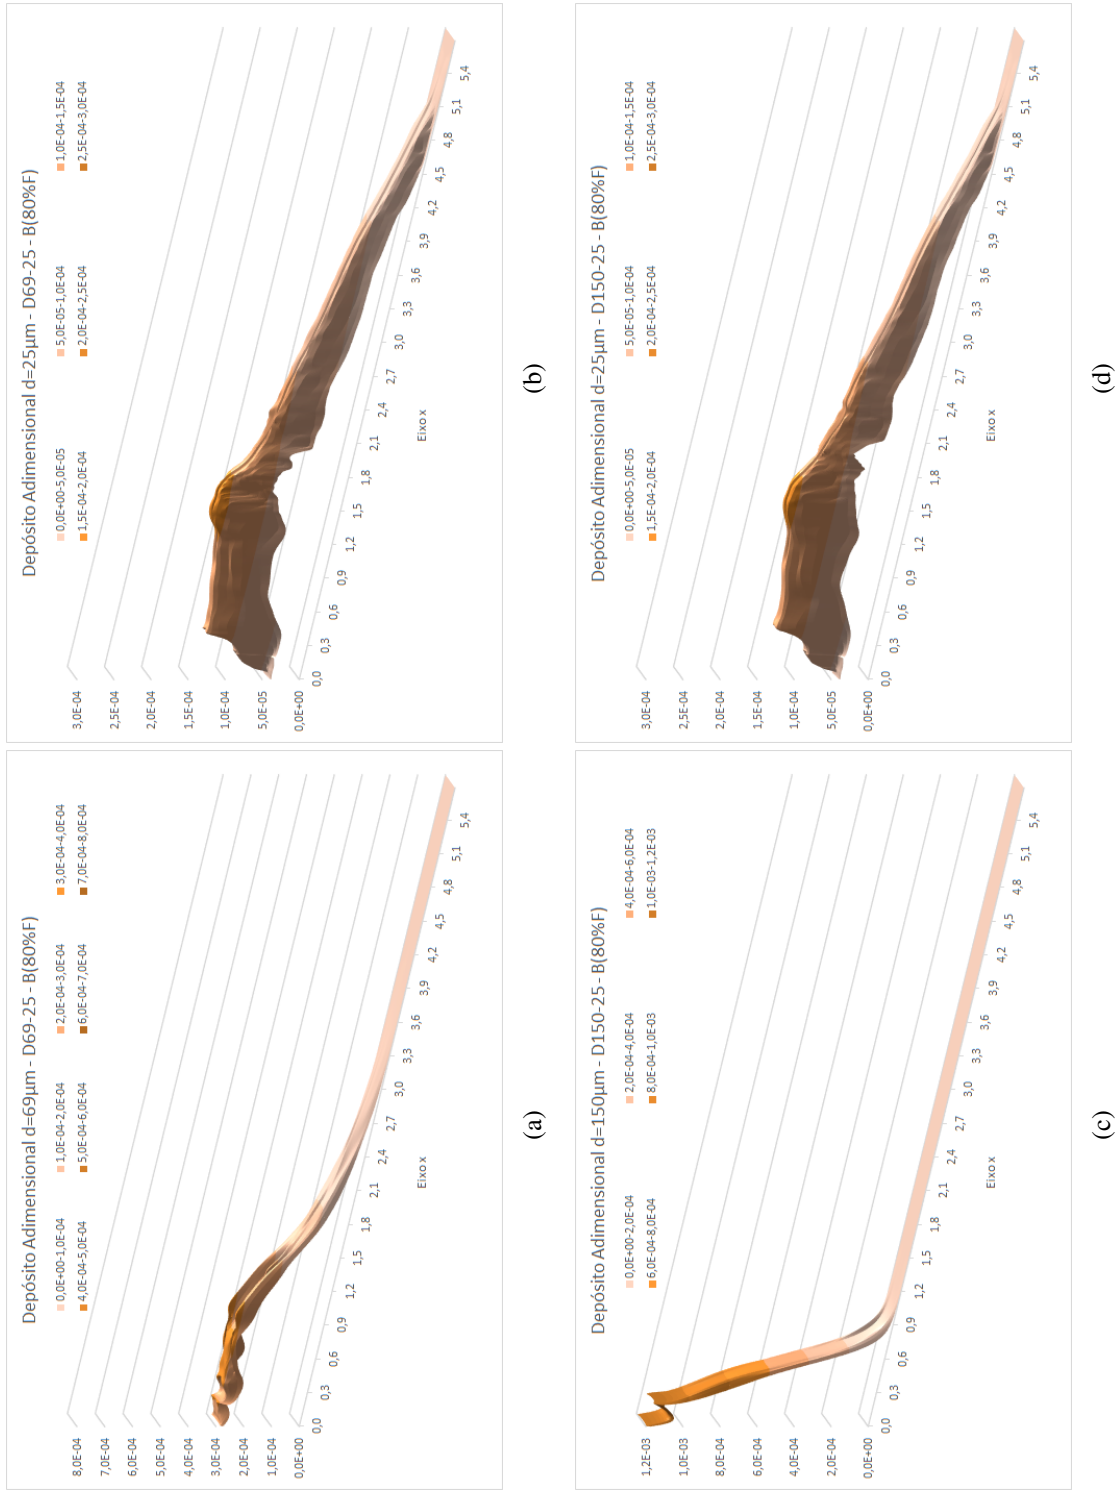 Depósito Adimensional d=69µm - D69-25 - B(80%F)
0,0E+00-1,0E-04 1,0E-04-2,0E-04 2,0E-04-3,0E-04 3,0E-04-4,0E-04
4,0E-04-5,0E-04 5,0E-04-6,0E-04 6,0E-04-7,0E-04 7,0E-04-8,0E-04
8,0E-04
7,0E-04
6,0E-04
5,0E-04
4,0E-04
3,0E-04
2,0E-04
1,0E-04
0,0E+00
0,0 0,3 0,6 0,9 1,2 1,5 1,8 2,1 2,4 2,7 3,0 3,3 3,6 3,9 4,2 4,5 4,8 5,1 5,4
Eixo x
(a)
Depósito Adimensional d=25µm - D69-25 - B(80%F)
0,0E+00-5,0E-05 5,0E-05-1,0E-04 1,0E-04-1,5E-04
1,5E-04-2,0E-04 2,0E-04-2,5E-04 2,5E-04-3,0E-04
3,0E-04
2,5E-04
2,0E-04
1,5E-04
1,0E-04
5,0E-05
0,0E+00
0,0 0,3 0,6 0,9 1,2 1,5 1,8 2,1 2,4 2,7 3,0 3,3 3,6 3,9 4,2 4,5 4,8 5,1 5,4
Eixo x
(b)
Depósito Adimensional d=150µm - D150-25 - B(80%F)
0,0E+00-2,0E-04 2,0E-04-4,0E-04 4,0E-04-6,0E-04
6,0E-04-8,0E-04 8,0E-04-1,0E-03 1,0E-03-1,2E-03
1,2E-03
1,0E-03
8,0E-04
6,0E-04
4,0E-04
2,0E-04
0,0E+00
0,0 0,3 0,6 0,9 1,2 1,5 1,8 2,1 2,4 2,7 3,0 3,3 3,6 3,9 4,2 4,5 4,8 5,1 5,4
Eixo x
(c)
Depósito Adimensional d=25µm - D150-25 - B(80%F)
0,0E+00-5,0E-05 5,0E-05-1,0E-04 1,0E-04-1,5E-04
1,5E-04-2,0E-04 2,0E-04-2,5E-04 2,5E-04-3,0E-04
3,0E-04
2,5E-04
2,0E-04
1,5E-04
1,0E-04
5,0E-05
0,0E+00
0,0 0,3 0,6 0,9 1,2 1,5 1,8 2,1 2,4 2,7 3,0 3,3 3,6 3,9 4,2 4,5 4,8 5,1 5,4
Eixo x
(d)